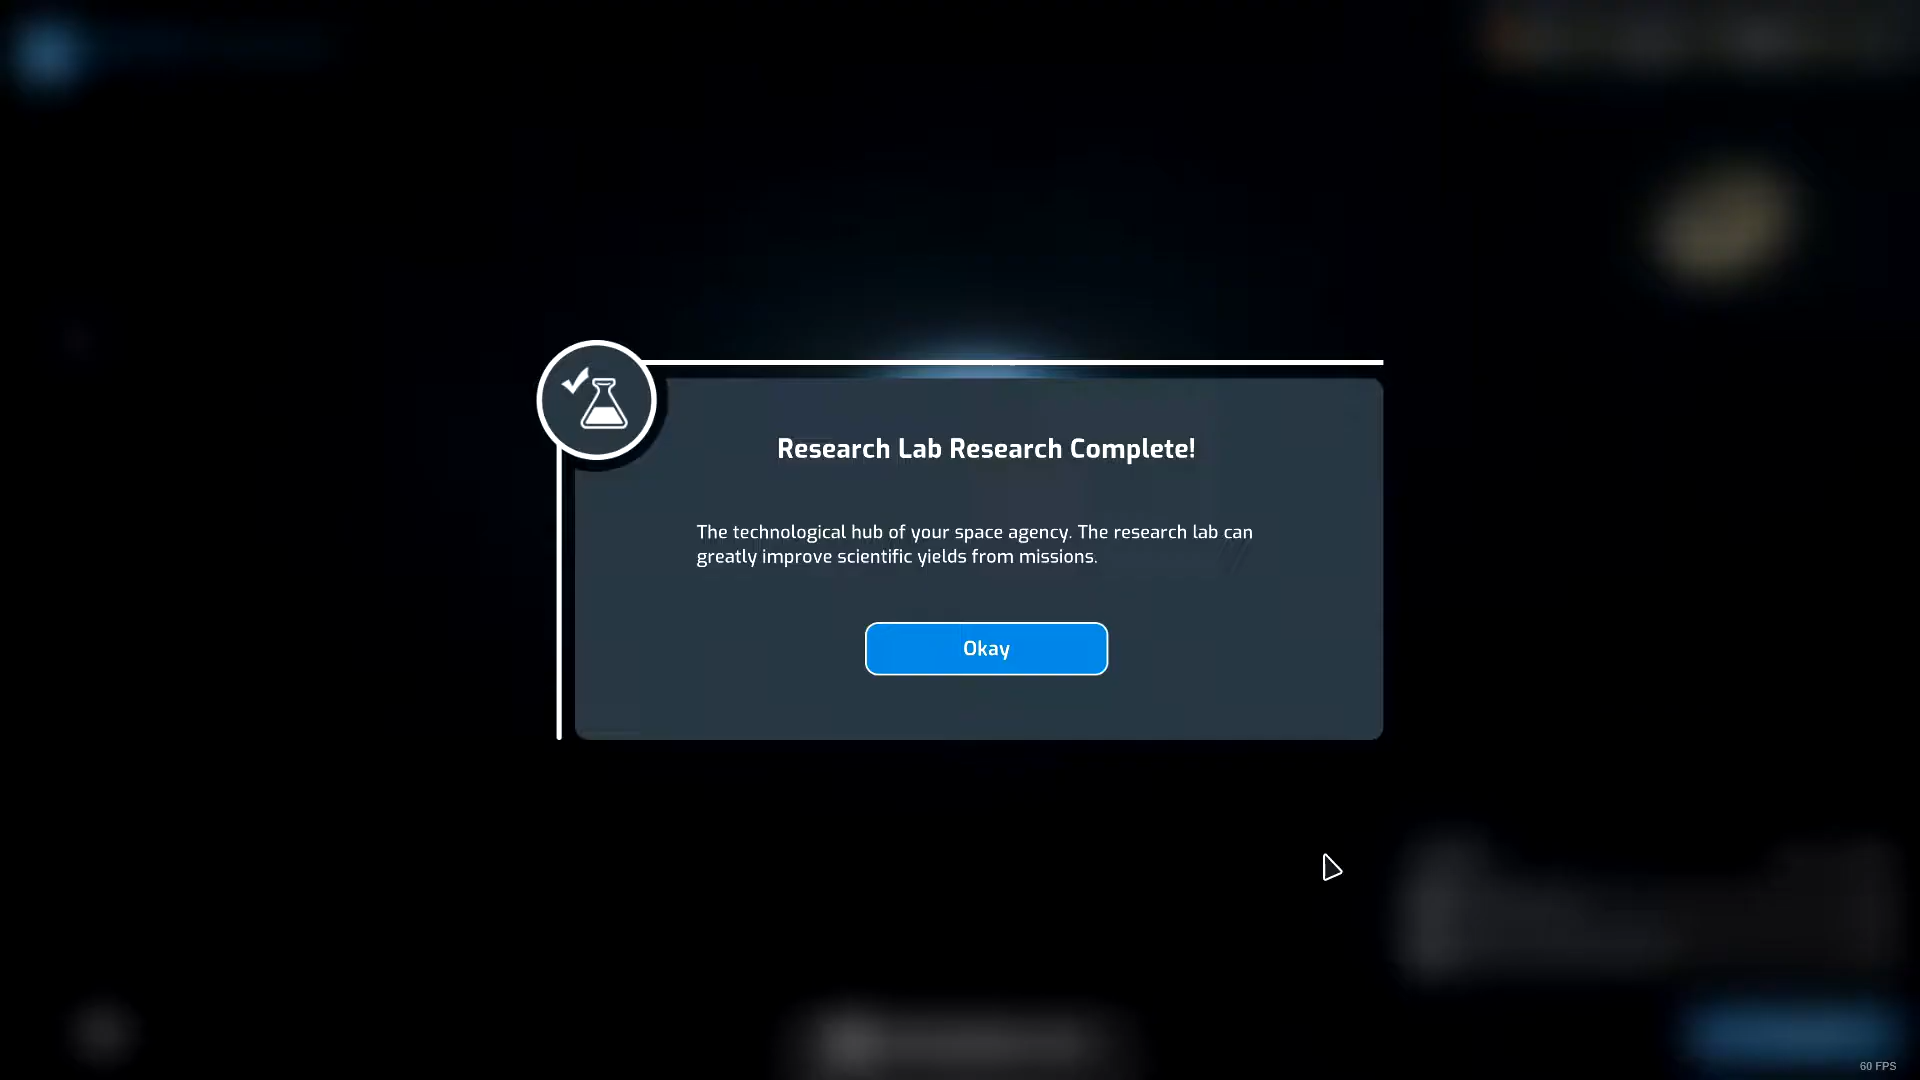 Research Lab Research Complete!
The technological hub of your space agency. The research lab can
greatly improve scientific yields from missions.
Okay
60 FPS